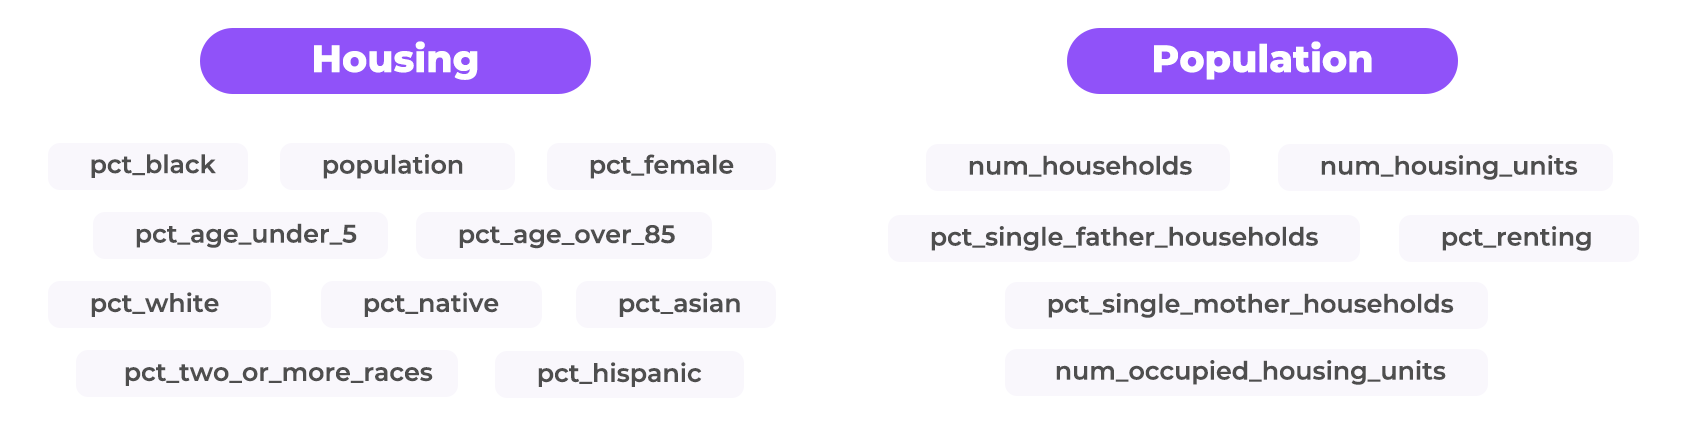 Housing
pct_black
population
pct_female
pct_age_under_5
pct_age_over_85
pct_white
pct_native
pct_asian
pct_two_or_more_races
pct_hispanic
Population
num_households
num_housing_units
pct_single_father_households
pct_renting
pct_single_mother_households
num_occupied_housing_units